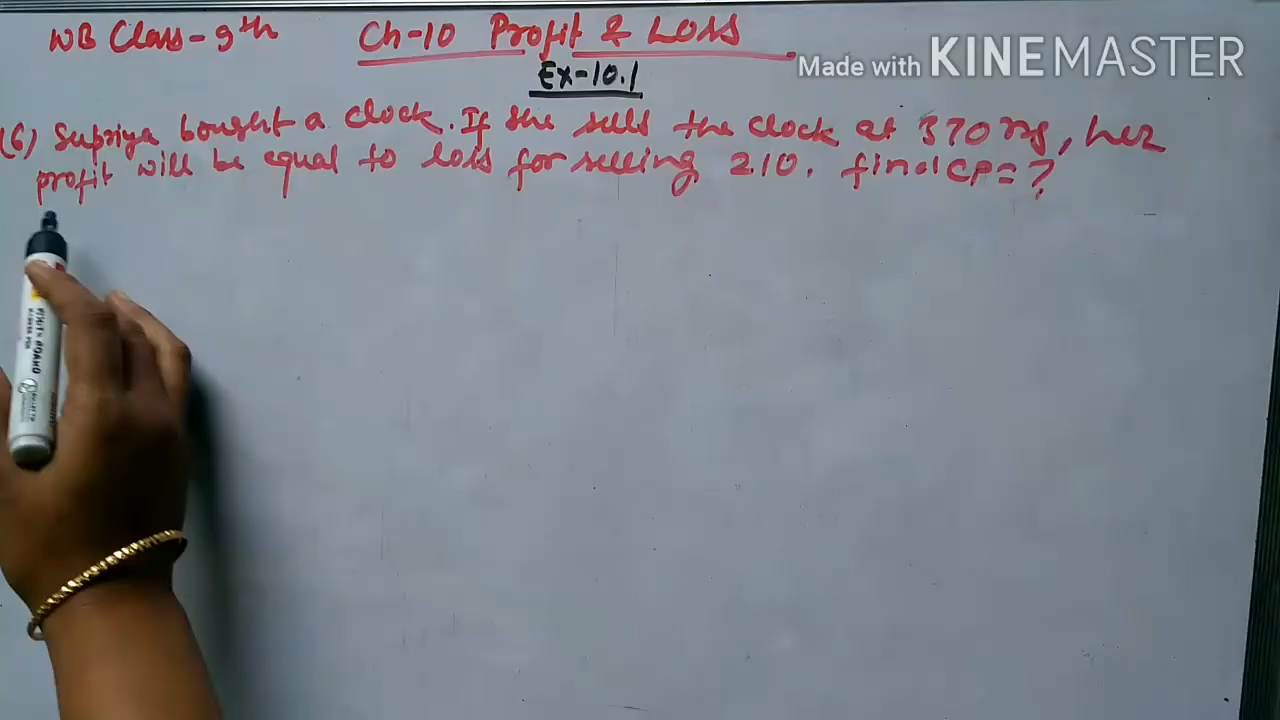 WB Class-9th Ch-10 Profit & Loss
Made with KINEMASTER
Ex-10.1
(6) Supriya bought a clock. If she sells the clock at 370 rs, her
profit will be equal to loss for selling 210. find CP=?